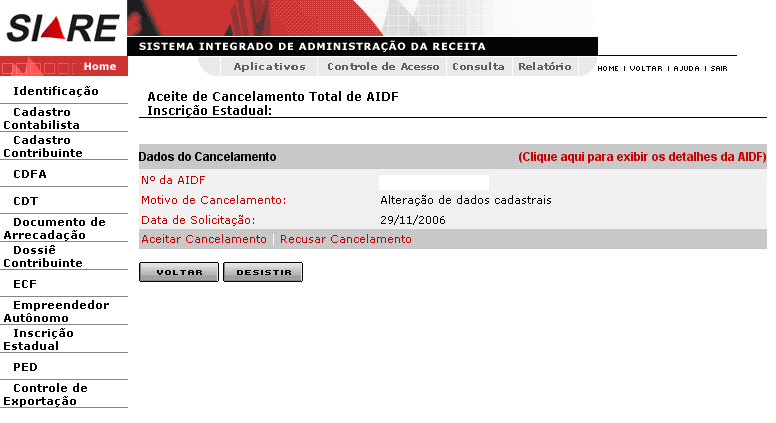 SIARE
SISTEMA INTEGRADO DE ADMINISTRAÇÃO DA RECEITA
Home
Aplicativos Controle de Acesso Consulta Relatório HOME | VOLTAR | AJUDA | SAIR
Identificação
Cadastro
Contabilista
Cadastro
Contribuinte
CDFA
CDT
Documento de
Arrecadação
Dossiê
Contribuinte
ECF
Empreendedor
Autônomo
Inscrição
Estadual
PED
Controle de
Exportação
Aceite de Cancelamento Total de AIDF
Inscrição Estadual:
Dados do Cancelamento (Clique aqui para exibir os detalhes da AIDF)
Nº da AIDF
Motivo de Cancelamento: Alteração de dados cadastrais
Data de Solicitação: 29/11/2006
Aceitar Cancelamento | Recusar Cancelamento
VOLTAR DESISTIR